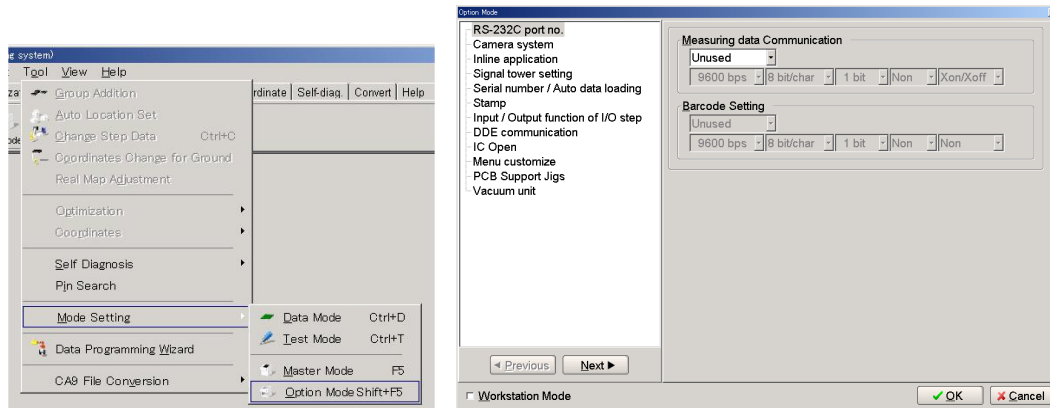 g system)
Tool View Help
rdinate Self-diag. Convert Help
Group Addition
Auto Location Set
Change Step Data Ctrl+C
Coordinates Change for Ground
Real Map Adjustment
Optimization
Coordinates
Self Diagnosis
Pin Search
Mode Setting
Data Programming Wizard
CA9 File Conversion
Data Mode Ctrl+D
Test Mode Ctrl+T
Master Mode F5
Option Mode Shift+F5
Option Mode
RS-232C port no.
Camera system
Inline application
Signal tower setting
Serial number / Auto data loading
Stamp
Input / Output function of I/O step
DDE communication
IC Open
Menu customize
PCB Support Jigs
Vacuum unit
Previous Next
Workstation Mode
Measuring data Communication
Unused
9600 bps 8 bit/char 1 bit Non Xon/Xoff
Barcode Setting
Unused
9600 bps 8 bit/char 1 bit Non Non
OK Cancel